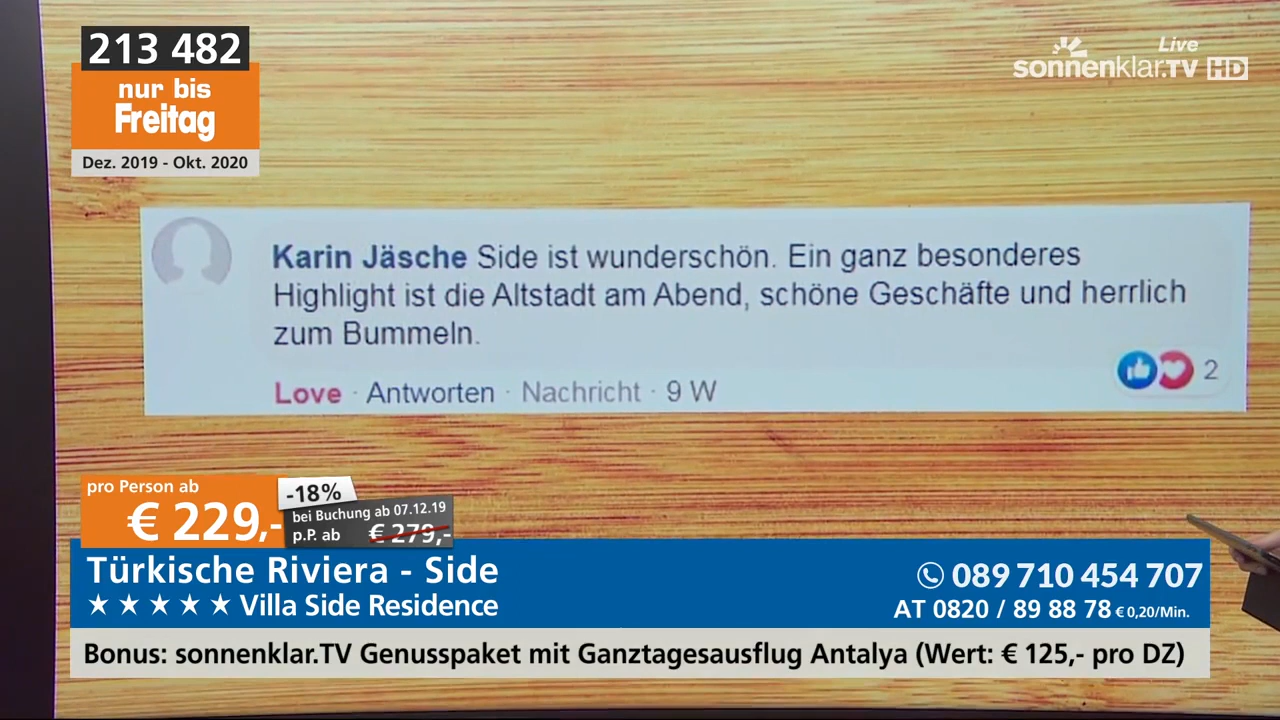 213 482
nur bis
Freitag
Dez. 2019 - Okt. 2020
Live
sonnenklar.TV HD
Karin Jäsche Side ist wunderschön. Ein ganz besonderes
Highlight ist die Altstadt am Abend, schöne Geschäfte und herrlich
zum Bummeln.
2
Love · Antworten · Nachricht · 9 W
pro Person ab
€ 229,-
-18%
bei Buchung ab 07.12.19
p.P. ab € 279,-
Türkische Riviera - Side
★★★★★ Villa Side Residence
089 710 454 707
AT 0820 / 89 88 78 € 0,20/Min.
Bonus: sonnenklar.TV Genusspaket mit Ganztagesausflug Antalya (Wert: € 125,- pro DZ)